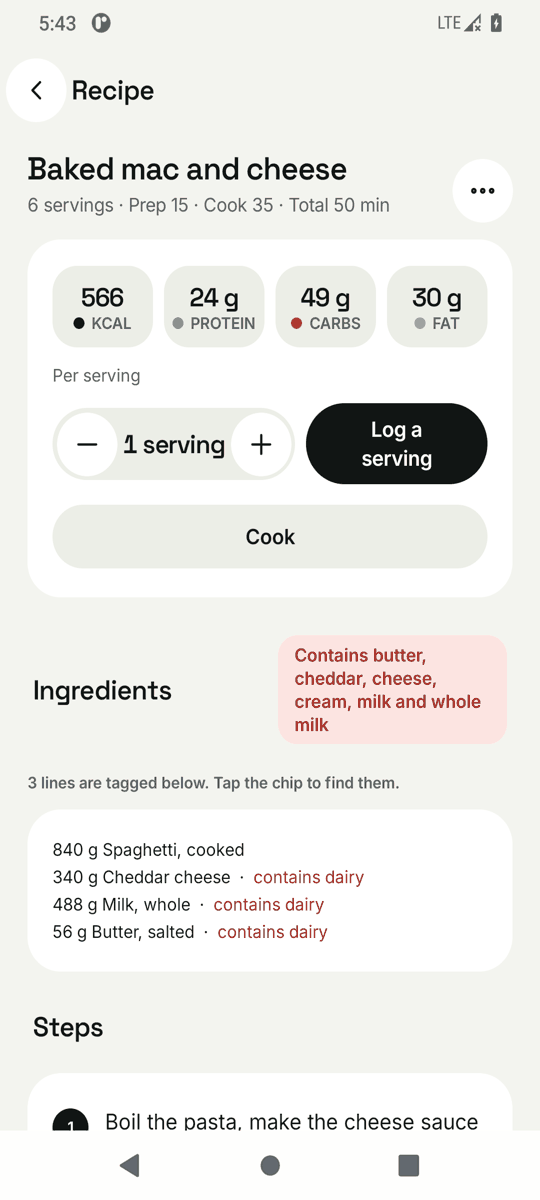 5:43
LTE
Recipe
Baked mac and cheese
6 servings · Prep 15 · Cook 35 · Total 50 min
566
KCAL
24 g
PROTEIN
49 g
CARBS
30 g
FAT
Per serving
1 serving
Log a
serving
Cook
Ingredients
Contains butter,
cheddar, cheese,
cream, milk and whole
milk
3 lines are tagged below. Tap the chip to find them.
840 g Spaghetti, cooked
340 g Cheddar cheese · contains dairy
488 g Milk, whole · contains dairy
56 g Butter, salted · contains dairy
Steps
1
Boil the pasta, make the cheese sauce